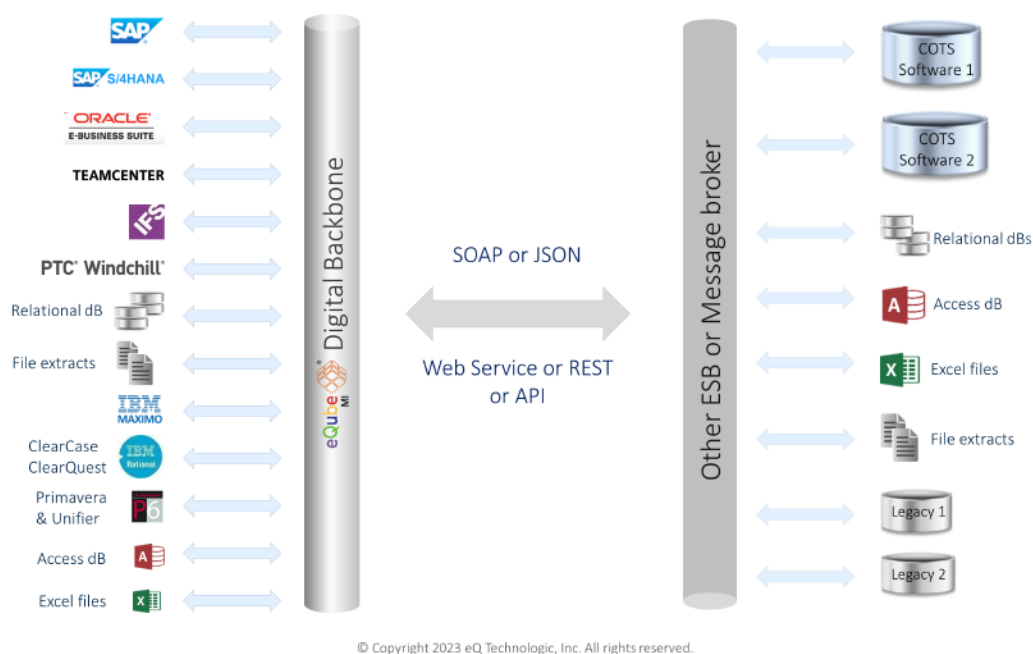 SAP
SAP S/4HANA
ORACLE
E-BUSINESS SUITE
TEAMCENTER
IFS
PTC® Windchill®
Relational dB
File extracts
IBM
MAXIMO
ClearCase
ClearQuest
IBM
Rational
Primavera
& Unifier
P6
Access dB
A
Excel files
X
eQube® MI Digital Backbone
SOAP or JSON
Web Service or REST
or API
Other ESB or Message broker
COTS
Software 1
COTS
Software 2
Relational dBs
A
Access dB
X
Excel files
File extracts
Legacy 1
Legacy 2
© Copyright 2023 eQ Technologic, Inc. All rights reserved.